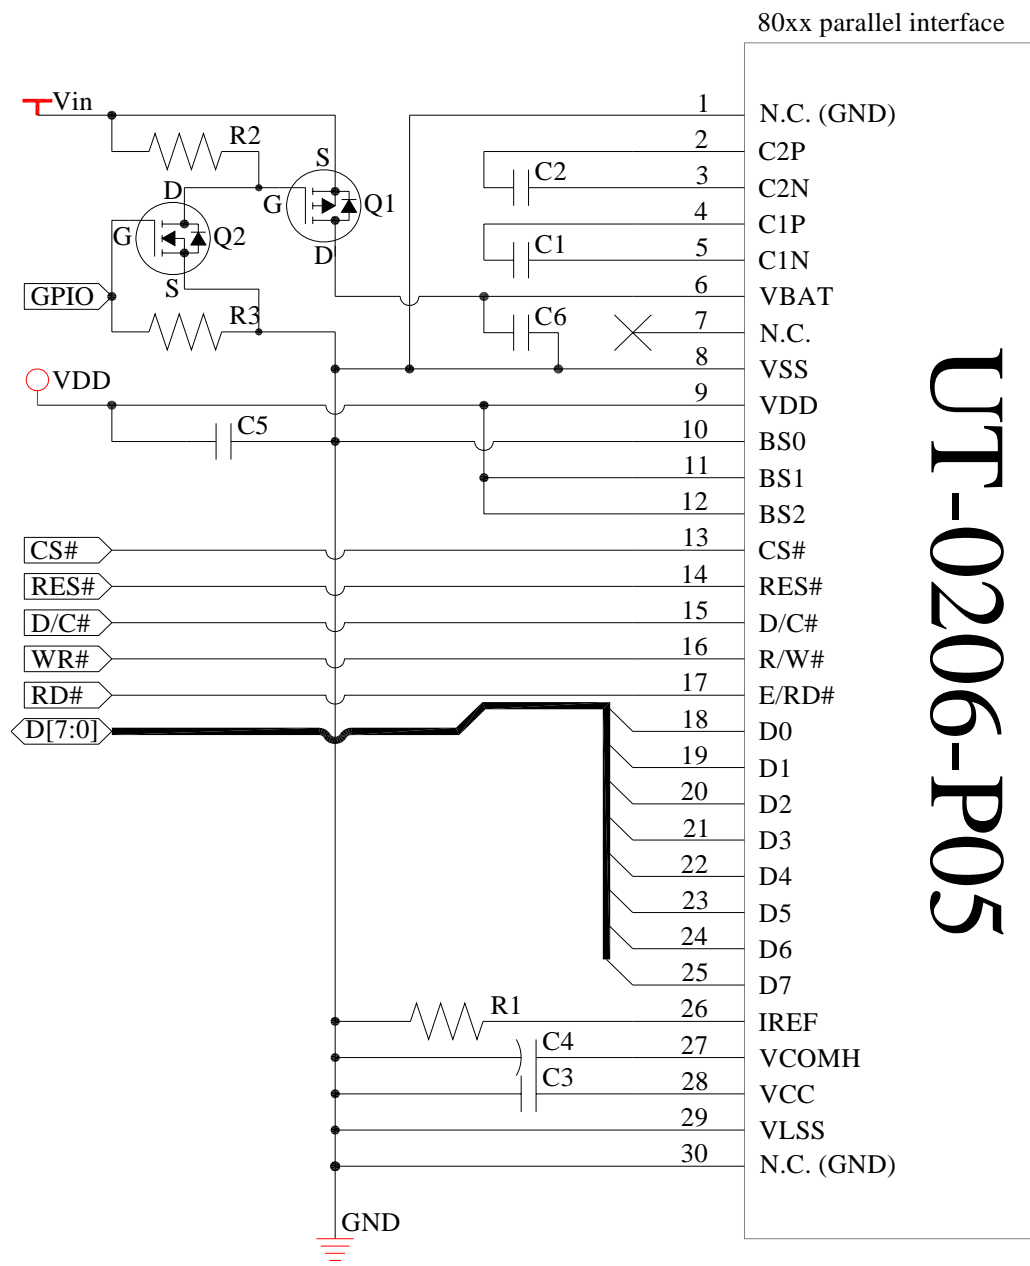 80xx parallel interface
Vin
R2
S
D
G
Q1
G
Q2
D
S
GPIO
R3
VDD
C5
C2
C1
C6
1 N.C. (GND)
2 C2P
3 C2N
4 C1P
5 C1N
6 VBAT
7 N.C.
8 VSS
9 VDD
10 BS0
11 BS1
12 BS2
CS# 13 CS#
RES# 14 RES#
D/C# 15 D/C#
WR# 16 R/W#
RD# 17 E/RD#
D[7:0] 18 D0
19 D1
20 D2
21 D3
22 D4
23 D5
24 D6
25 D7
R1 26 IREF
C4 27 VCOMH
C3 28 VCC
29 VLSS
30 N.C. (GND)
GND
UT-0206-P05